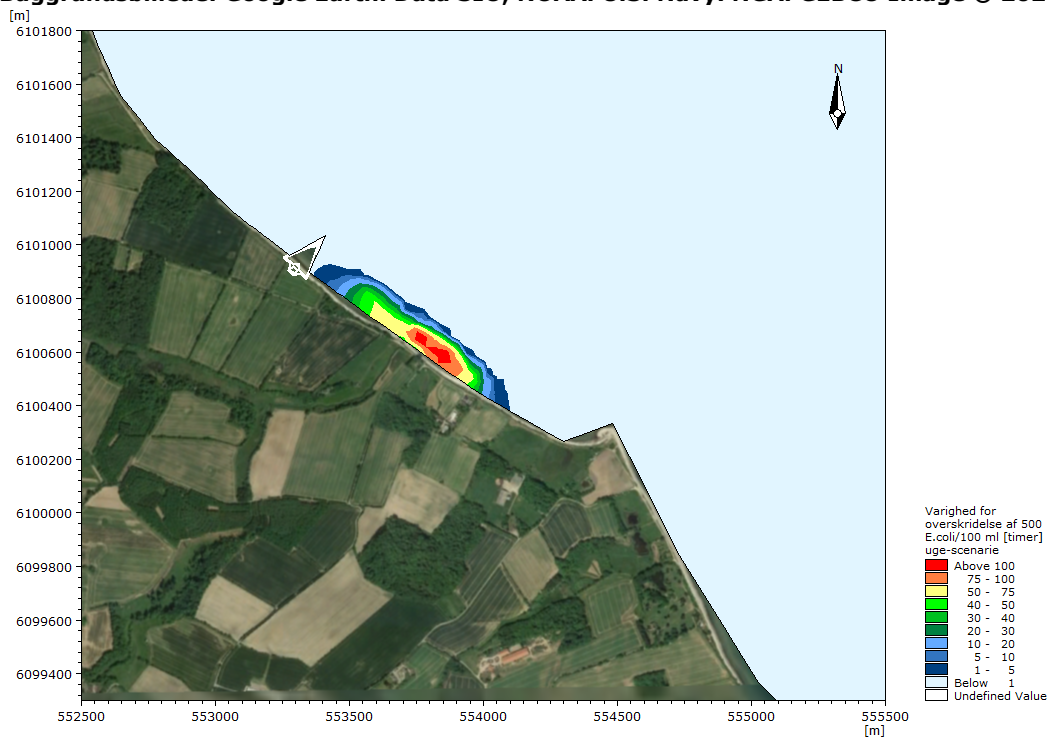 [m]
6101800
6101600
6101400
6101200
6101000
6100800
6100600
6100400
6100200
6100000
6099800
6099600
6099400
552500 553000 553500 554000 554500 555000 555500
[m]
N
Varighed for
overskridelse af 500
E.coli/100 ml [timer]
uge-scenarie
Above 100
75 - 100
50 - 75
40 - 50
30 - 40
20 - 30
10 - 20
5 - 10
1 - 5
Below 1
Undefined Value